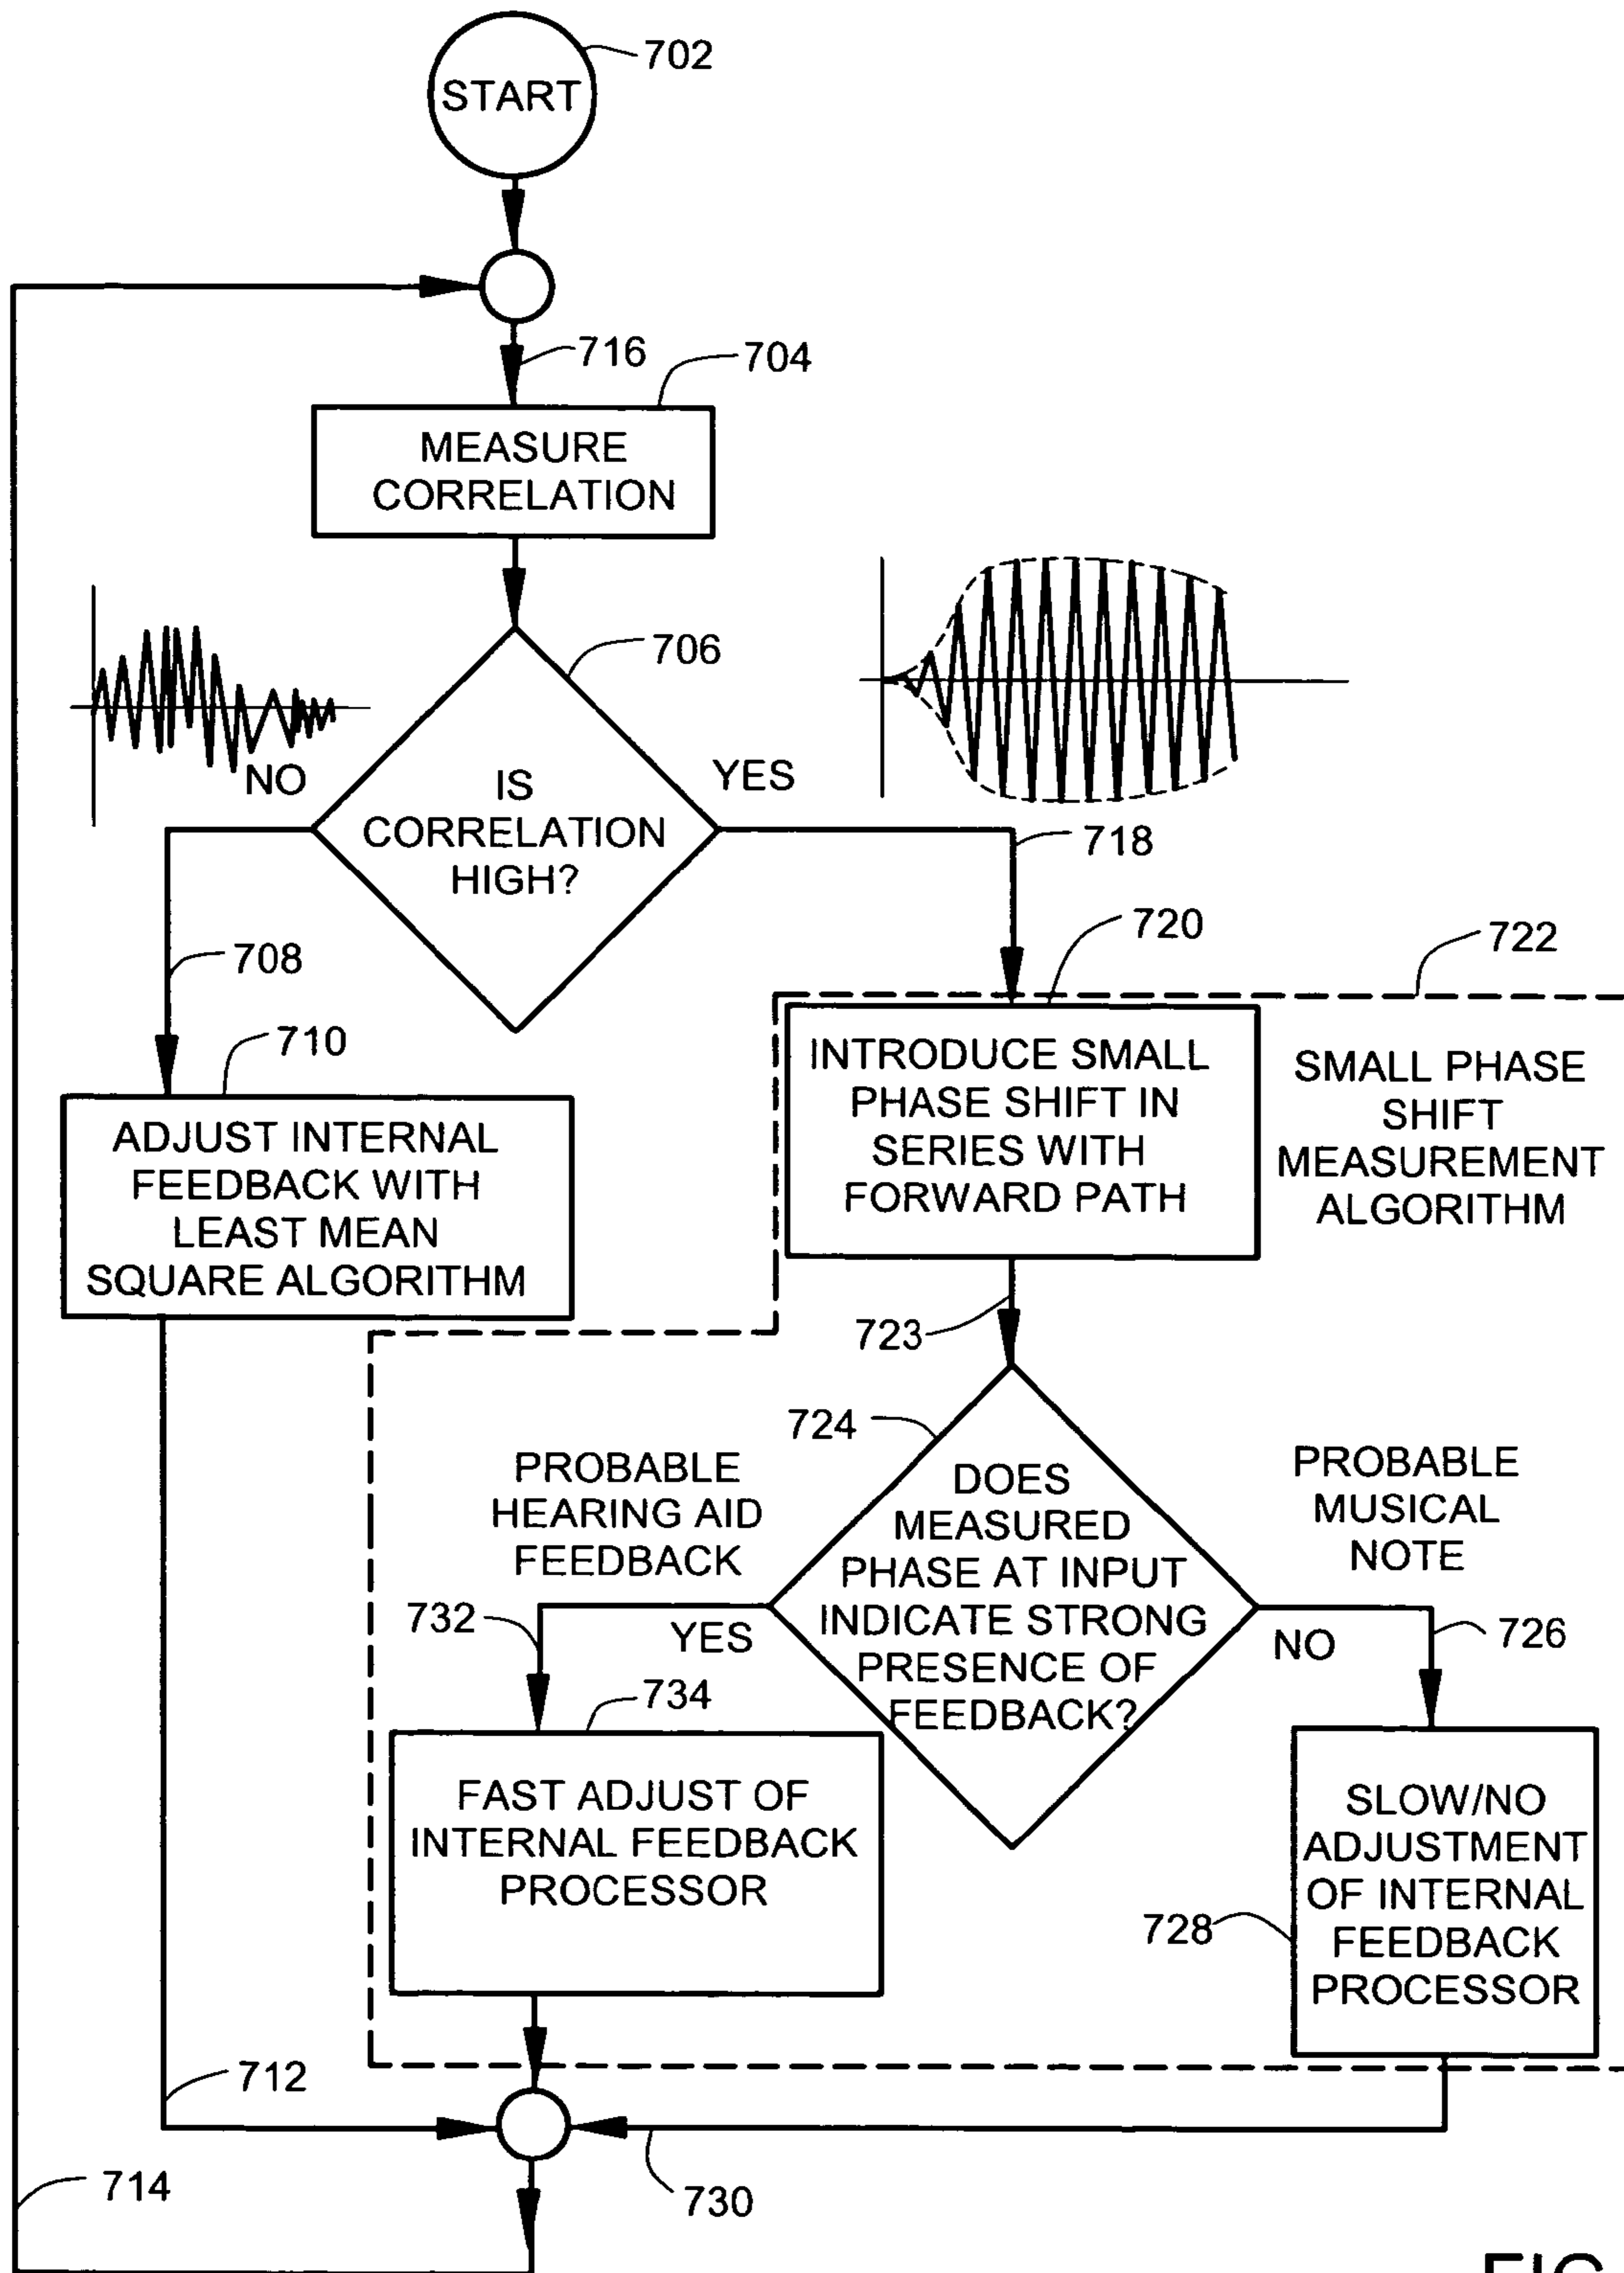 702
START
716
704
MEASURE
CORRELATION
706
NO
IS
CORRELATION
HIGH?
YES
718
708
720
722
710
ADJUST INTERNAL
FEEDBACK WITH
LEAST MEAN
SQUARE ALGORITHM
INTRODUCE SMALL
PHASE SHIFT IN
SERIES WITH
FORWARD PATH
SMALL PHASE
SHIFT
MEASUREMENT
ALGORITHM
723
724
PROBABLE
HEARING AID
FEEDBACK
DOES
MEASURED
PHASE AT INPUT
INDICATE STRONG
PRESENCE OF
FEEDBACK?
PROBABLE
MUSICAL
NOTE
732
YES
NO
726
734
FAST ADJUST OF
INTERNAL FEEDBACK
PROCESSOR
SLOW/NO
ADJUSTMENT
OF INTERNAL
FEEDBACK
PROCESSOR
728
712
714
730
FIG